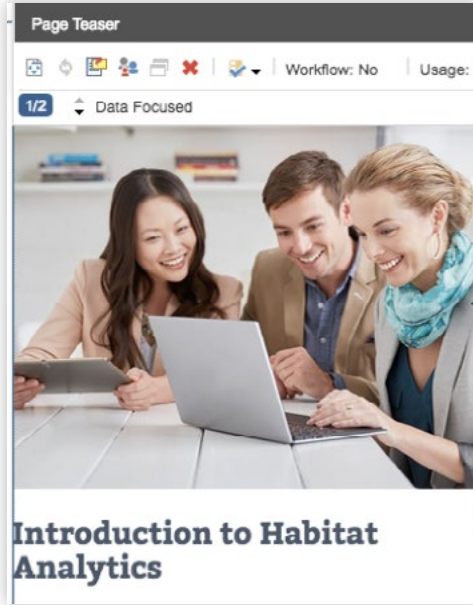 Page Teaser
Workflow: No Usage:
1/2 Data Focused
Introduction to Habitat
Analytics